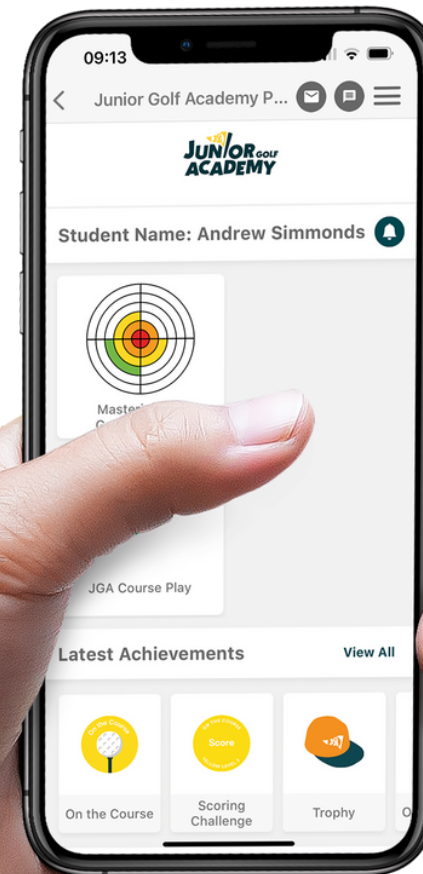 09:13
Junior Golf Academy P...
JUNIOR GOLF
ACADEMY
Student Name: Andrew Simmonds
JGA Course Play
Latest Achievements
View All
On the Course
Score
On the Course
Scoring
Challenge
Trophy